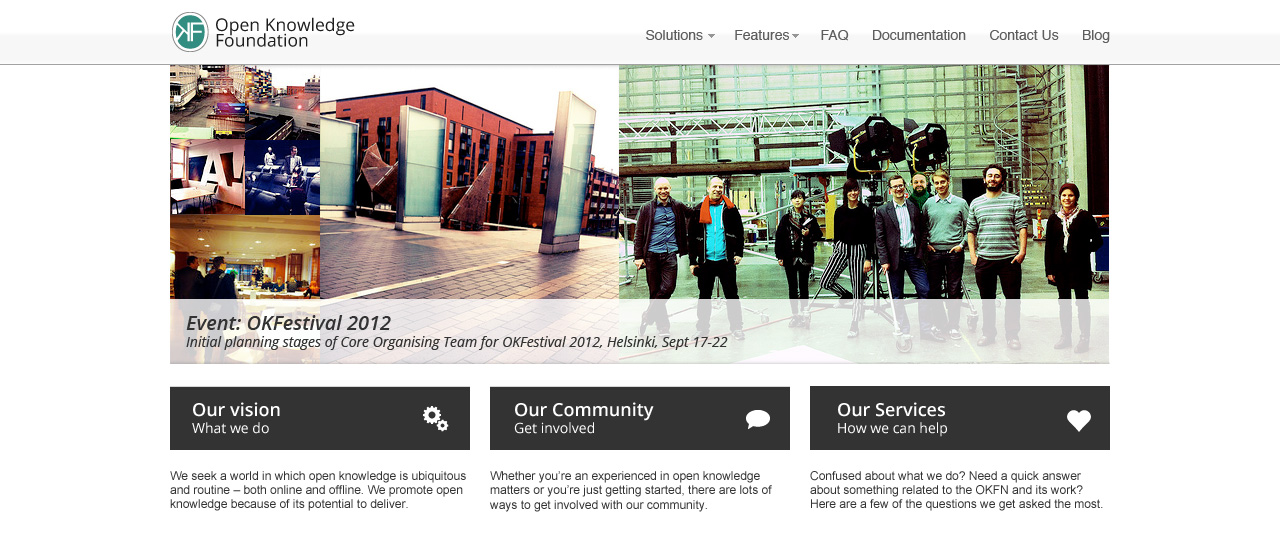 KF
Open Knowledge
Foundation
Solutions
Features
FAQ
Documentation
Contact Us
Blog
A
Event: OKFestival 2012
Initial planning stages of Core Organising Team for OKFestival 2012, Helsinki, Sept 17-22
Our vision
What we do
Our Community
Get involved
Our Services
How we can help
We seek a world in which open knowledge is ubiquitous
and routine – both online and offline. We promote open
knowledge because of its potential to deliver.
Whether you’re an experienced in open knowledge
matters or you’re just getting started, there are lots of
ways to get involved with our community.
Confused about what we do? Need a quick answer
about something related to the OKFN and its work?
Here are a few of the questions we get asked the most.